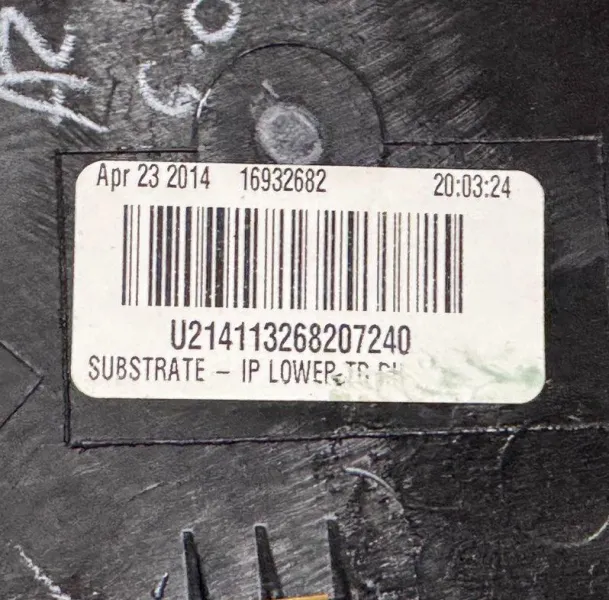 Apr 23 2014 16932682 20:03:24
U214113268207240
SUBSTRATE - IP LOWER